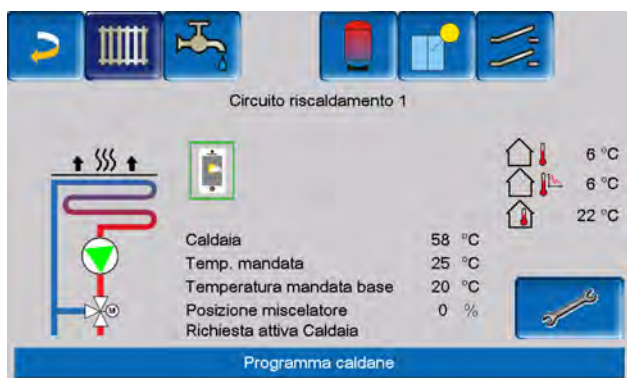 Circuito riscaldamento 1
6 °C
6 °C
22 °C
Caldaia 58 °C
Temp. mandata 25 °C
Temperatura mandata base 20 °C
Posizione miscelatore 0 %
Richiesta attiva Caldaia
M
Programma caldane